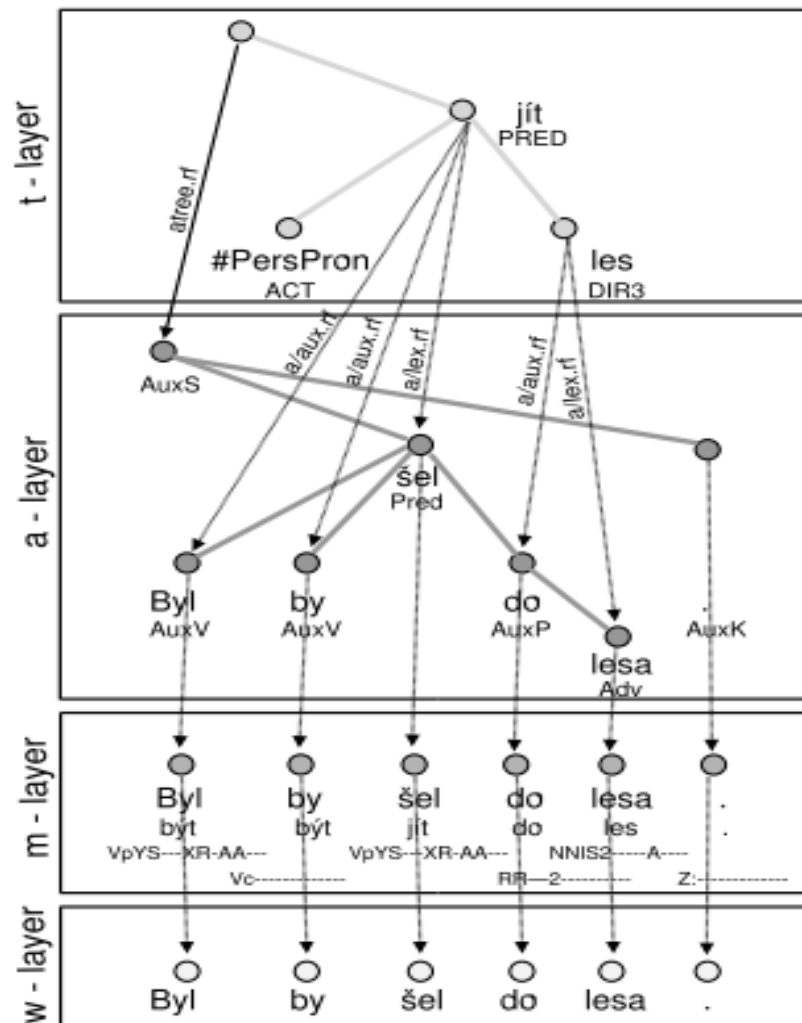 t - layer
jít
PRED
atree.rf
#PersPron
ACT
les
DIR3
a/aux.rf
a/aux.rf
a/lex.rf
a/aux.rf
a/lex.rf
a - layer
AuxS
šel
Pred
Byl by do .
AuxV AuxV AuxP AuxK
lesa
Adv
m - layer
Byl by šel do lesa .
být být jít do les .
VpYS---XR-AA--- VpYS---XR-AA--- NNIS2-----A----
Vc------------- RR--2---------- Z:-------------
w - layer
Byl by šel do lesa .